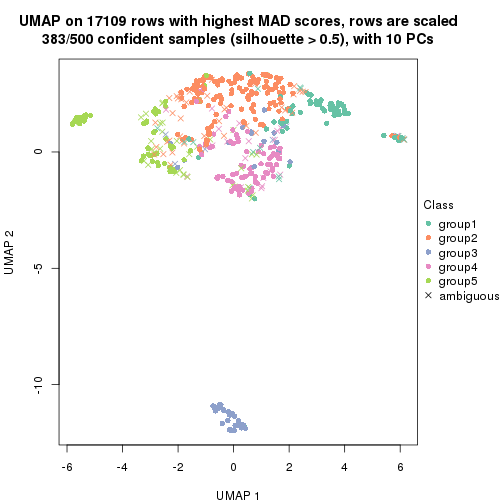 UMAP on 17109 rows with highest MAD scores, rows are scaled
383/500 confident samples (silhouette > 0.5), with 10 PCs
0
-5
-10
UMAP 2
-6
-4
-2
0
2
4
6
UMAP 1
Class
group1
group2
group3
group4
group5
ambiguous